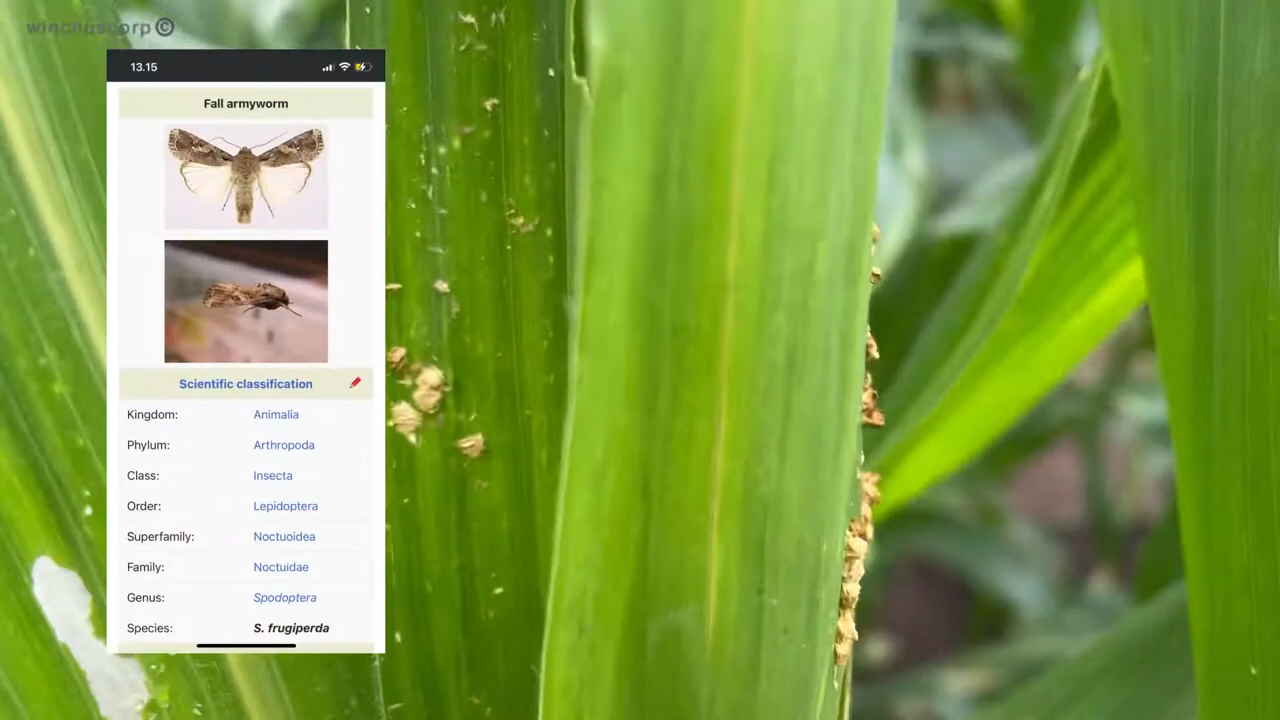 winchuscorp ©
13.15
Fall armyworm
Scientific classification
Kingdom: Animalia
Phylum: Arthropoda
Class: Insecta
Order: Lepidoptera
Superfamily: Noctuoidea
Family: Noctuidae
Genus: Spodoptera
Species: S. frugiperda